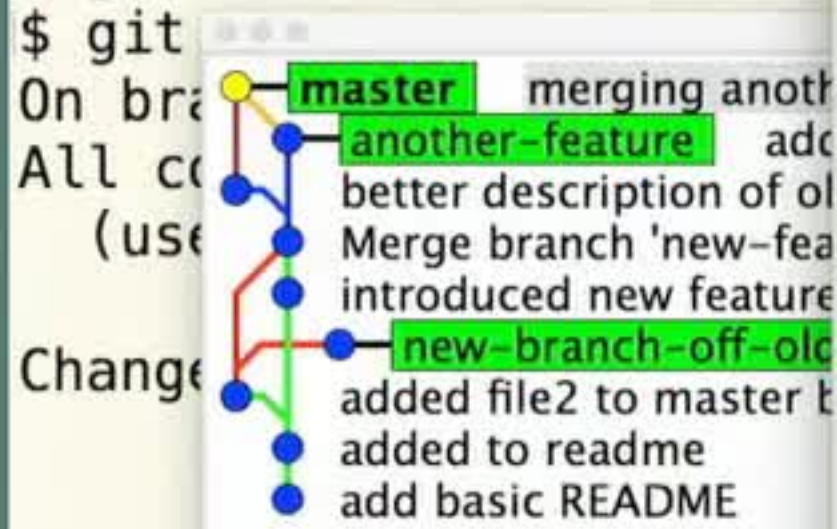 $ git
On bra
All co
(use
Change
master merging anoth
another-feature add
better description of ol
Merge branch 'new-fea
introduced new feature
new-branch-off-old
added file2 to master b
added to readme
add basic README